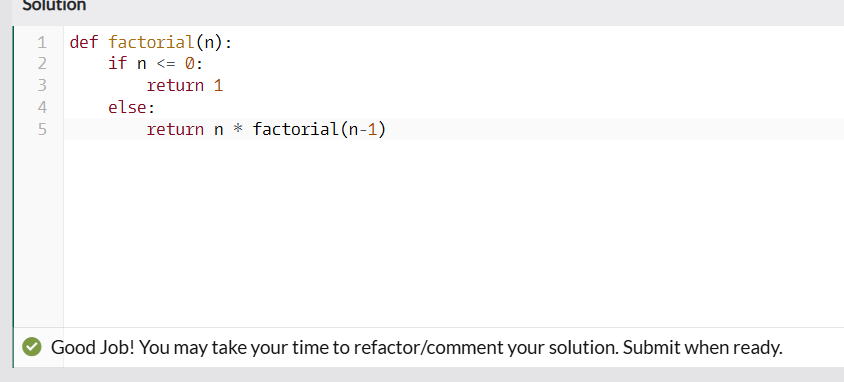 Solution
1 def factorial(n):
2     if n <= 0:
3         return 1
4     else:
5         return n * factorial(n-1)
Good Job! You may take your time to refactor/comment your solution. Submit when ready.